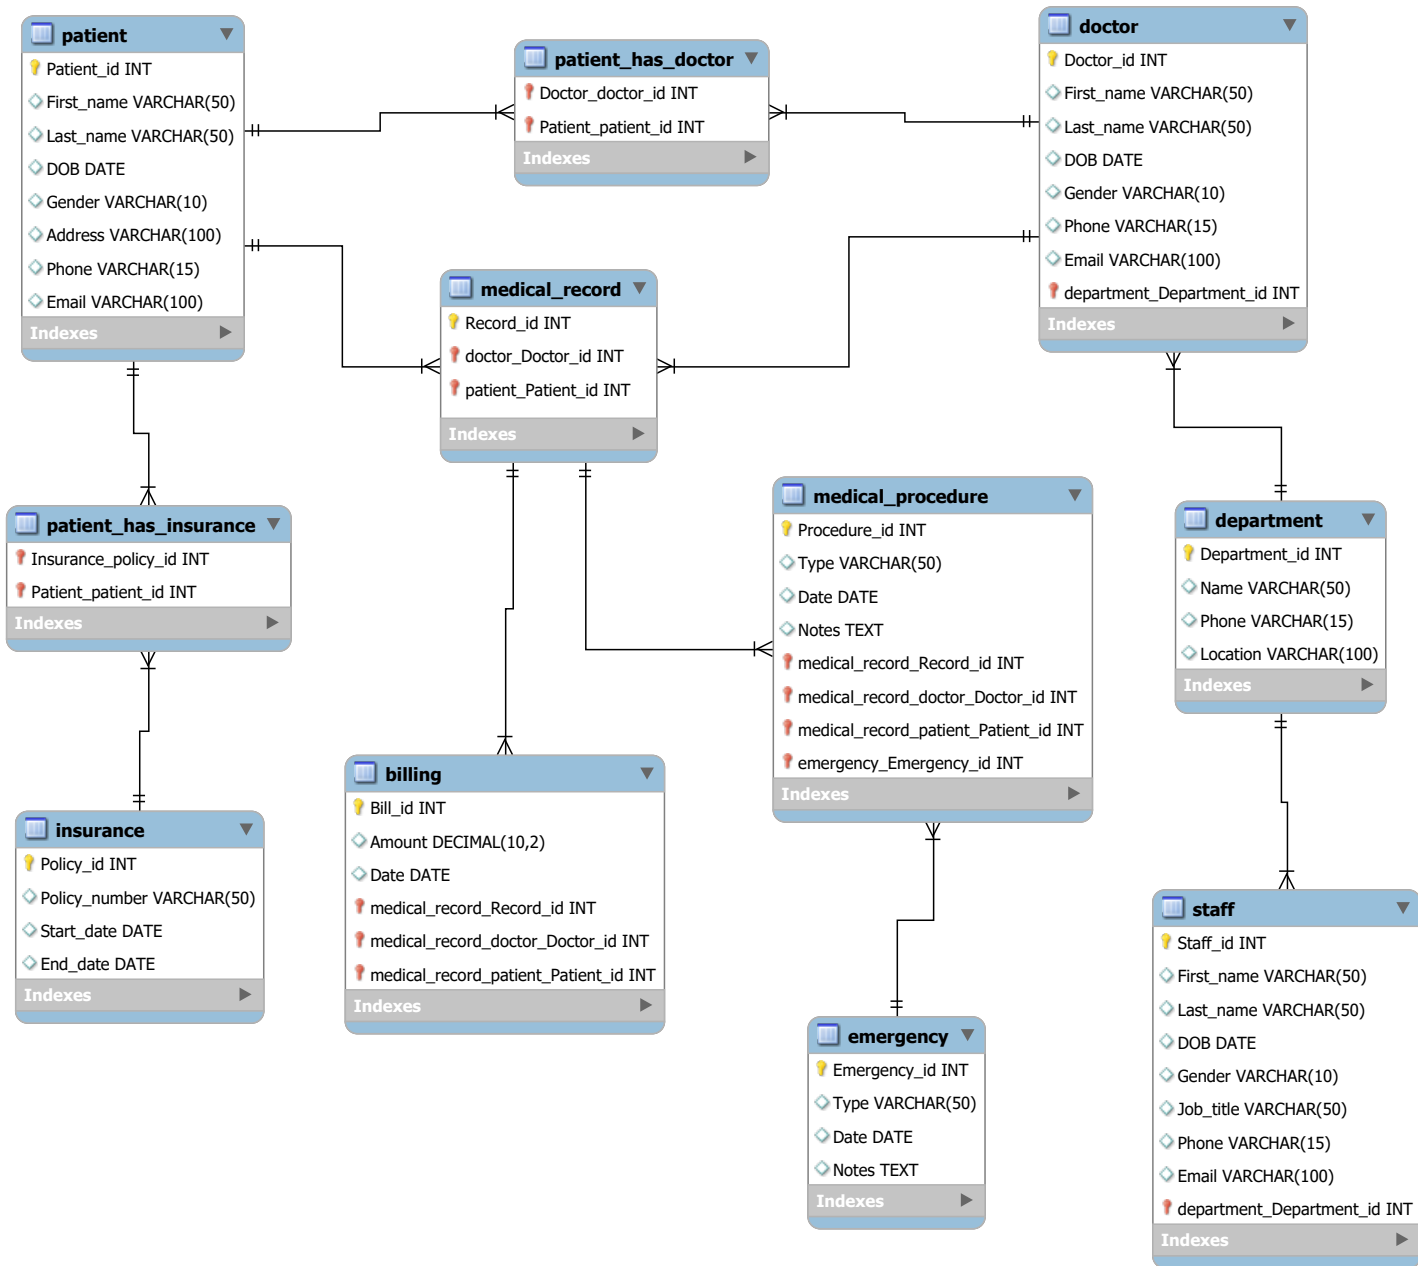 patient
Patient_id INT
First_name VARCHAR(50)
Last_name VARCHAR(50)
DOB DATE
Gender VARCHAR(10)
Address VARCHAR(100)
Phone VARCHAR(15)
Email VARCHAR(100)
Indexes
patient_has_doctor
Doctor_doctor_id INT
Patient_patient_id INT
Indexes
doctor
Doctor_id INT
First_name VARCHAR(50)
Last_name VARCHAR(50)
DOB DATE
Gender VARCHAR(10)
Phone VARCHAR(15)
Email VARCHAR(100)
department_Department_id INT
Indexes
medical_record
Record_id INT
doctor_Doctor_id INT
patient_Patient_id INT
Indexes
patient_has_insurance
Insurance_policy_id INT
Patient_patient_id INT
Indexes
medical_procedure
Procedure_id INT
Type VARCHAR(50)
Date DATE
Notes TEXT
medical_record_Record_id INT
medical_record_doctor_Doctor_id INT
medical_record_patient_Patient_id INT
emergency_Emergency_id INT
Indexes
department
Department_id INT
Name VARCHAR(50)
Phone VARCHAR(15)
Location VARCHAR(100)
Indexes
insurance
Policy_id INT
Policy_number VARCHAR(50)
Start_date DATE
End_date DATE
Indexes
billing
Bill_id INT
Amount DECIMAL(10,2)
Date DATE
medical_record_Record_id INT
medical_record_doctor_Doctor_id INT
medical_record_patient_Patient_id INT
Indexes
emergency
Emergency_id INT
Type VARCHAR(50)
Date DATE
Notes TEXT
Indexes
staff
Staff_id INT
First_name VARCHAR(50)
Last_name VARCHAR(50)
DOB DATE
Gender VARCHAR(10)
Job_title VARCHAR(50)
Phone VARCHAR(15)
Email VARCHAR(100)
department_Department_id INT
Indexes